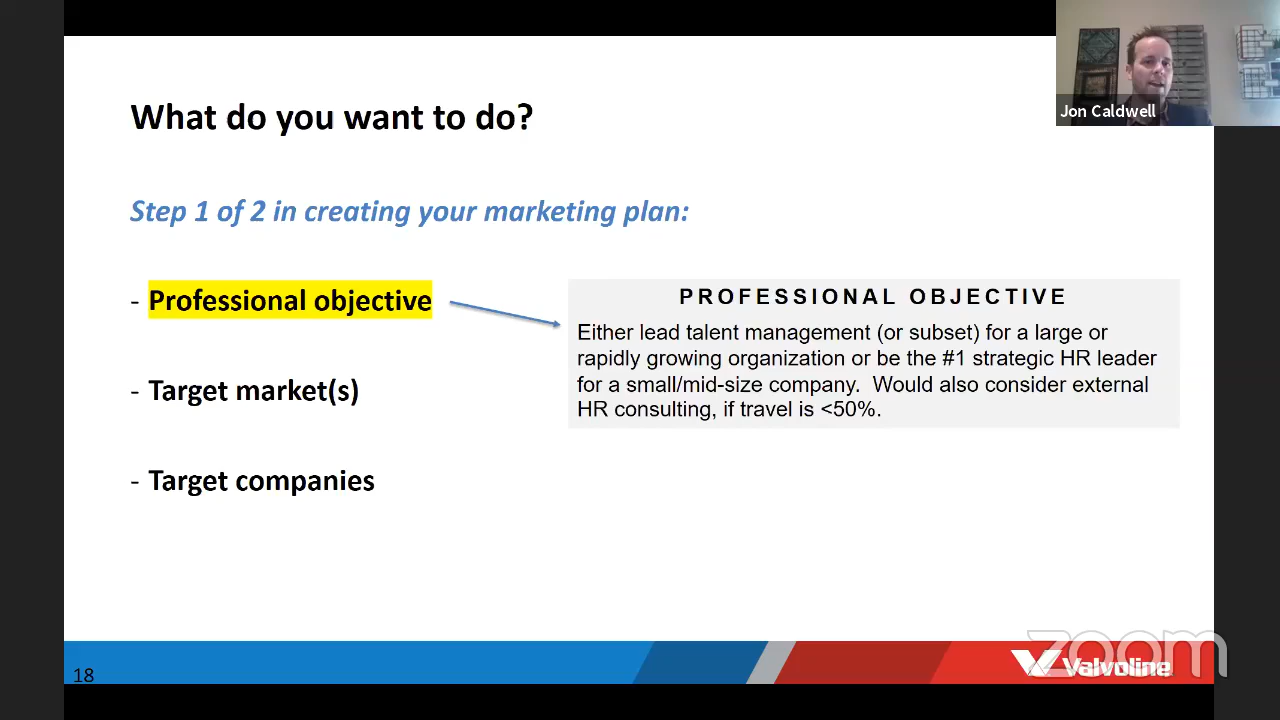 What do you want to do?
Jon Caldwell
Step 1 of 2 in creating your marketing plan:
- Professional objective
- Target market(s)
- Target companies
PROFESSIONAL OBJECTIVE
Either lead talent management (or subset) for a large or
rapidly growing organization or be the #1 strategic HR leader
for a small/mid-size company.  Would also consider external
HR consulting, if travel is <50%.
18
Valvoline
zoom